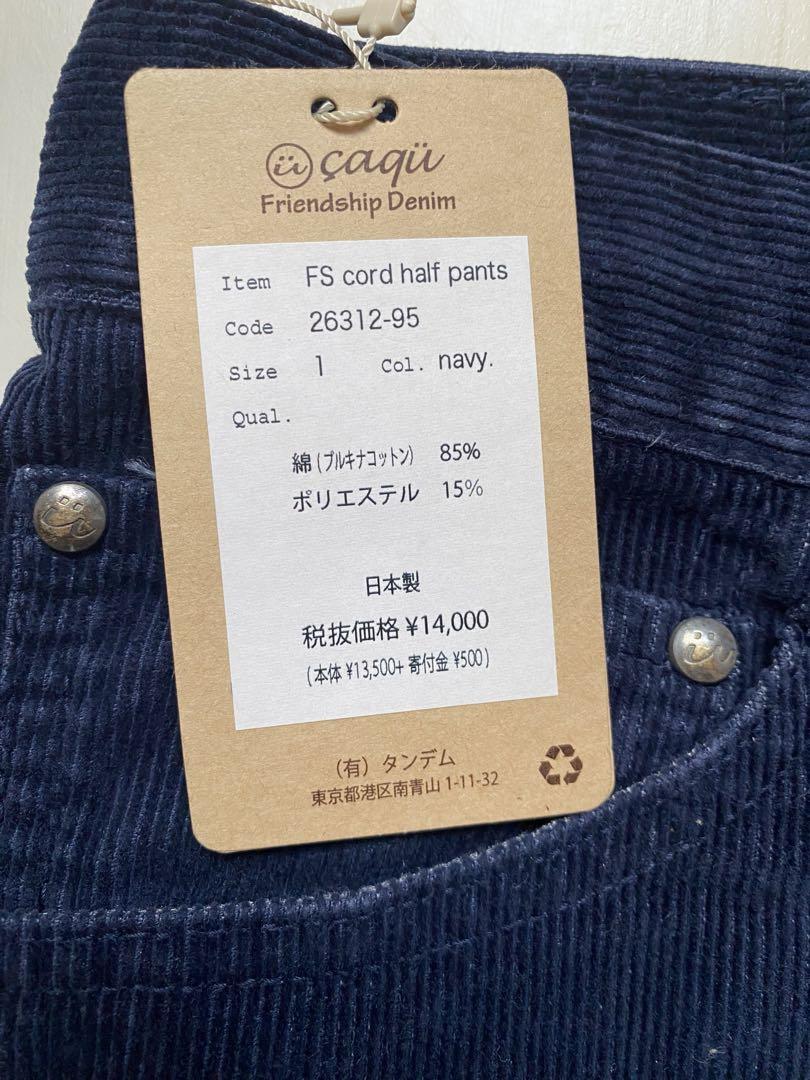 çaqü
Friendship Denim
Item FS cord half pants
Code 26312-95
Size 1 Col. navy.
Qual.
綿(ブルキナコットン) 85%
ポリエステル 15%
日本製
税抜価格 ¥14,000
(本体 ¥13,500+ 寄付金 ¥500)
(有) タンデム
東京都港区南青山 1-11-32